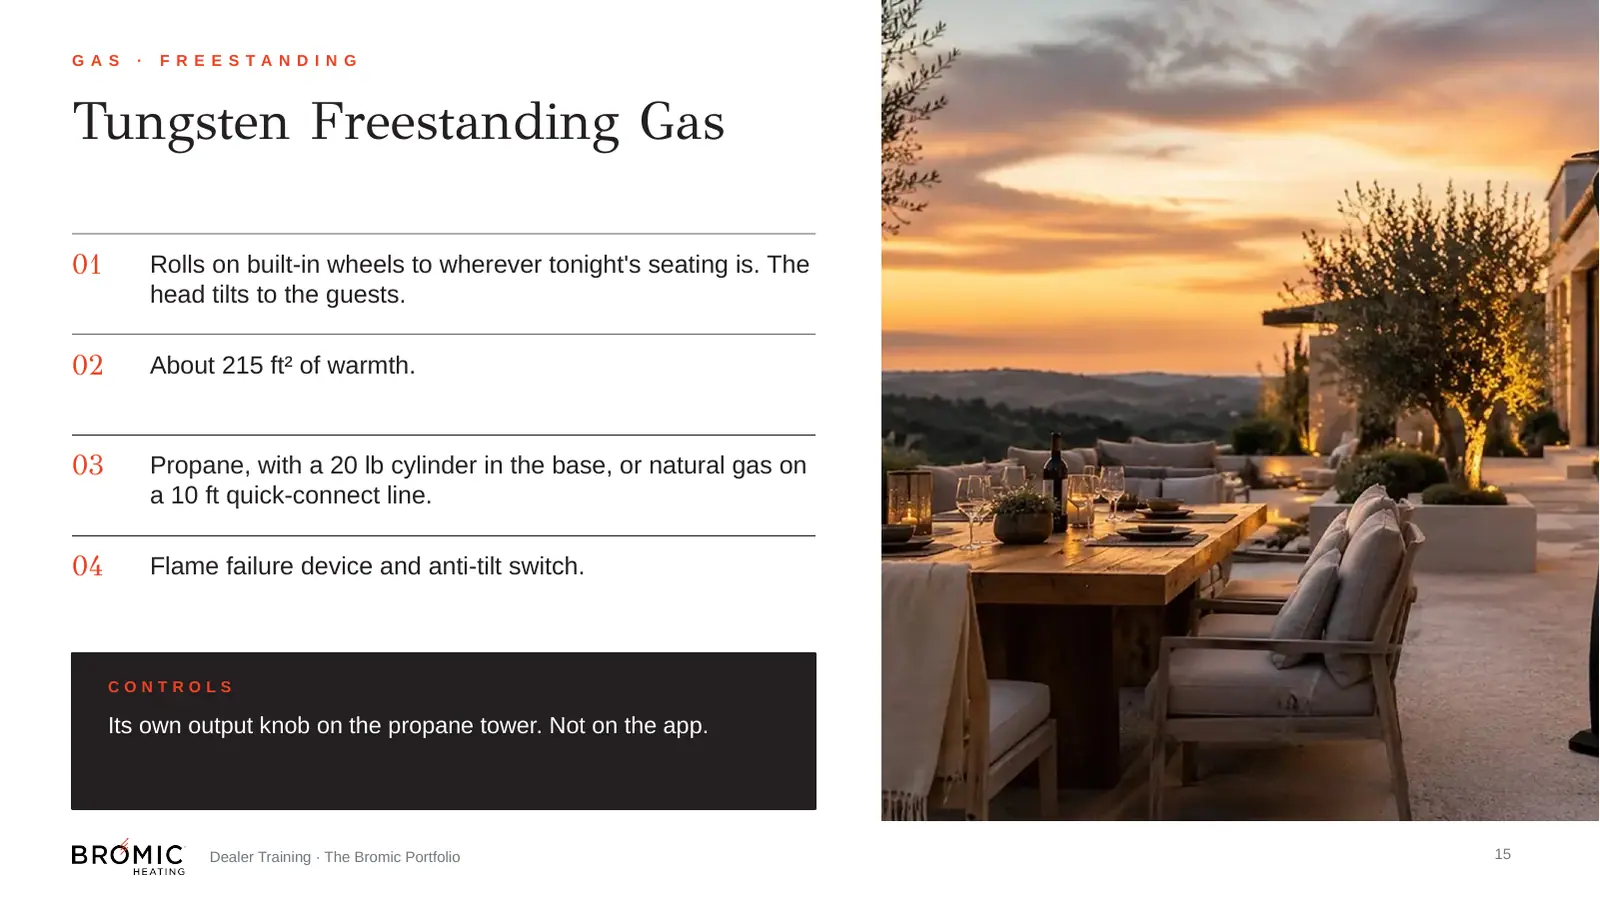 GAS · FREESTANDING
Tungsten Freestanding Gas
01
Rolls on built-in wheels to wherever tonight's seating is. The
head tilts to the guests.
02
About 215 ft² of warmth.
03
Propane, with a 20 lb cylinder in the base, or natural gas on
a 10 ft quick-connect line.
04
Flame failure device and anti-tilt switch.
CONTROLS
Its own output knob on the propane tower. Not on the app.
BROMIC
HEATING
Dealer Training · The Bromic Portfolio
15